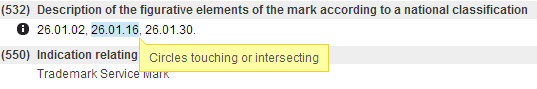 (532) Description of the figurative elements of the mark according to a national classification
26.01.02, 26.01.16, 26.01.30.
(550) Indication relating
Circles touching or intersecting
Trademark Service Mark